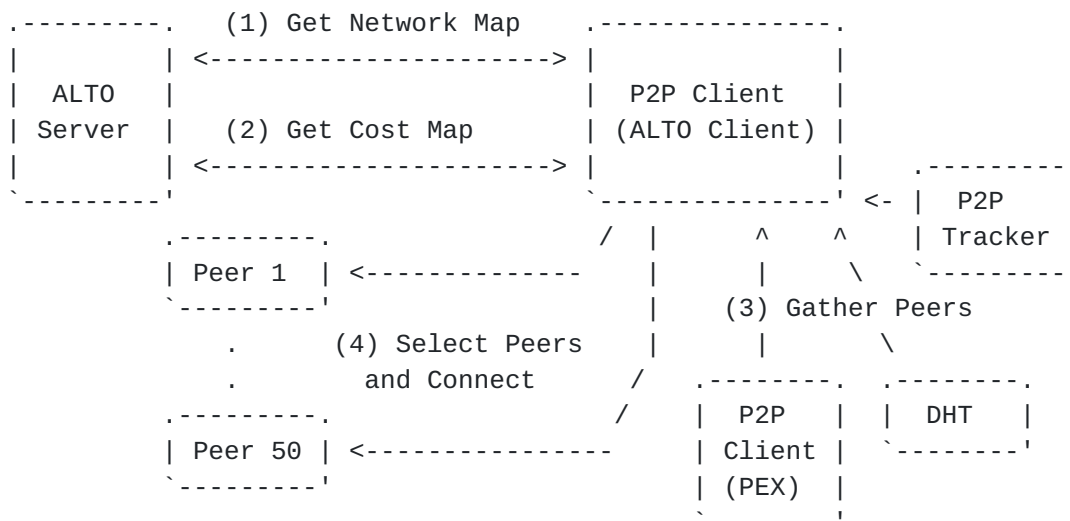 (1) Get Network Map
ALTO
Server
P2P Client
(ALTO Client)
(2) Get Cost Map
P2P
Tracker
Peer 1
(3) Gather Peers
(4) Select Peers
and Connect
Peer 50
P2P
Client
(PEX)
DHT